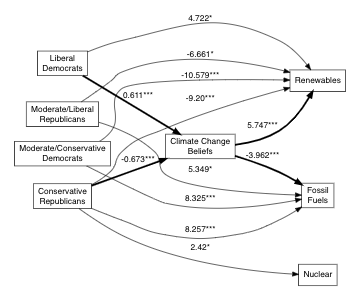 4.722*
Liberal
Democrats
-6.661*
-10.579***
Renewables
0.611***
-9.20***
Moderate/Liberal
Republicans
5.747***
Climate Change
Beliefs
Moderate/Conservative
Democrats
-0.673***
-3.962***
5.349*
Conservative
Republicans
8.325***
Fossil
Fuels
8.257***
2.42*
Nuclear